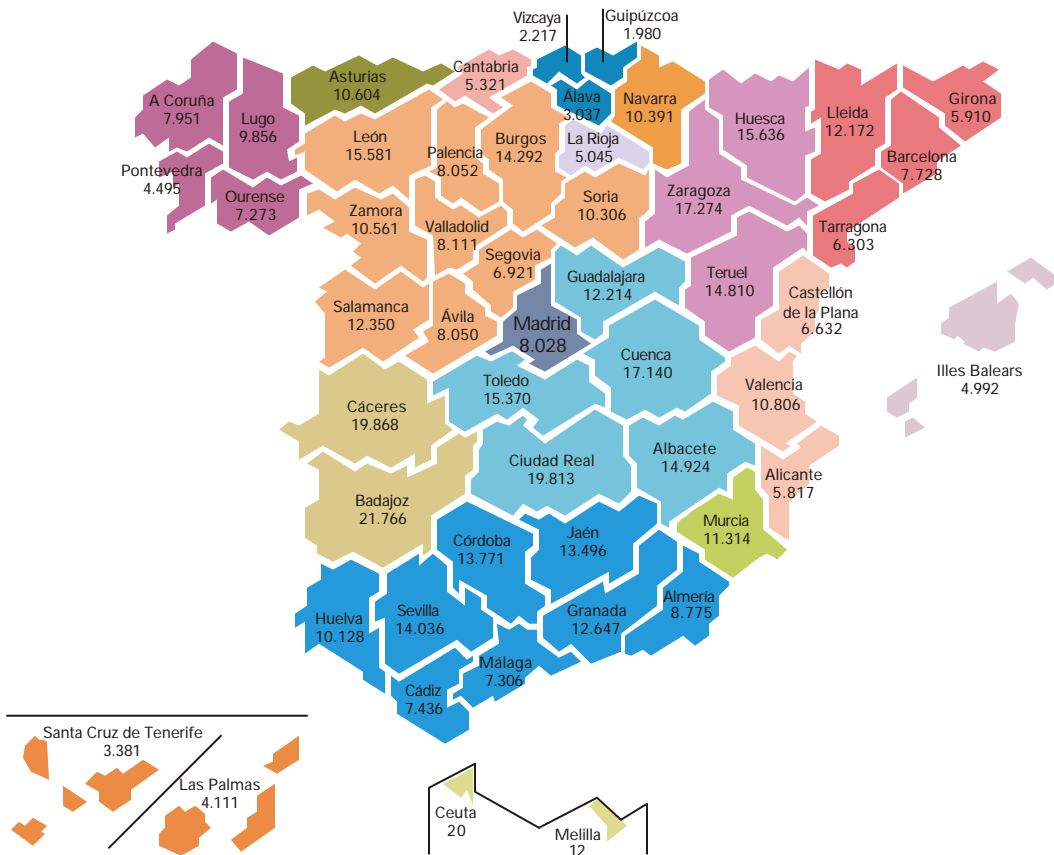 Vizcaya
2.217
Guipúzcoa
1.980
A Coruña
7.951
Lugo
9.856
Asturias
10.604
Cantabria
5.321
Álava
3.037
Navarra
10.391
Huesca
15.636
Lleida
12.172
Girona
5.910
Barcelona
7.728
Pontevedra
4.495
Ourense
7.273
León
15.581
Palencia
8.052
Burgos
14.292
La Rioja
5.045
Zaragoza
17.274
Tarragona
6.303
Zamora
10.561
Valladolid
8.111
Soria
10.306
Segovia
6.921
Guadalajara
12.214
Teruel
14.810
Castellón
de la Plana
6.632
Salamanca
12.350
Ávila
8.050
Madrid
8.028
Cuenca
17.140
Valencia
10.806
Illes Balears
4.992
Toledo
15.370
Cáceres
19.868
Ciudad Real
19.813
Albacete
14.924
Alicante
5.817
Badajoz
21.766
Córdoba
13.771
Jaén
13.496
Murcia
11.314
Huelva
10.128
Sevilla
14.036
Granada
12.647
Almería
8.775
Málaga
7.306
Cádiz
7.436
Santa Cruz de Tenerife
3.381
Las Palmas
4.111
Ceuta
20
Melilla
12